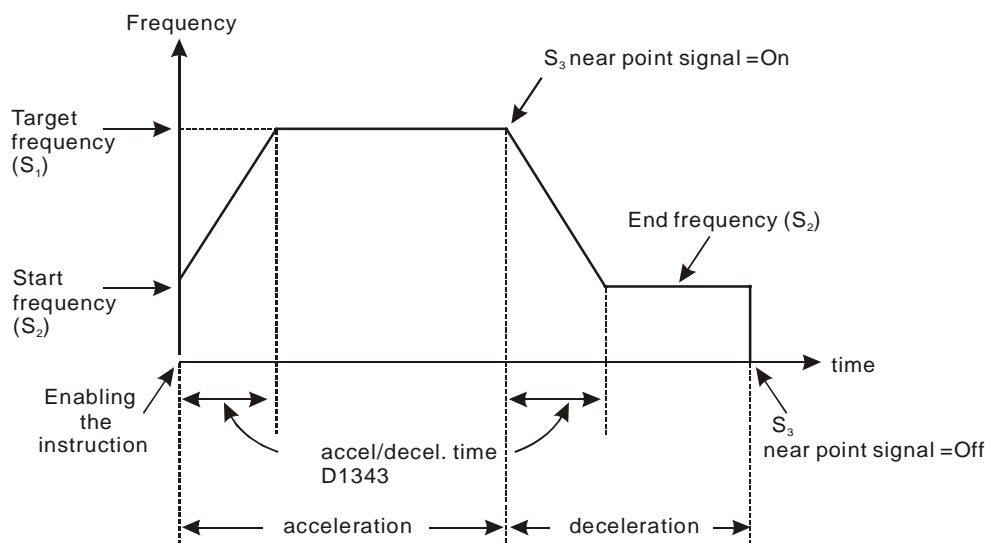 Frequency
S₃ near point signal =On
Target
frequency
(S₁)
End frequency (S₂)
Start
frequency
(S₂)
time
Enabling
the
instruction
accel/decel. time
D1343
S₃
near point signal =Off
acceleration
deceleration